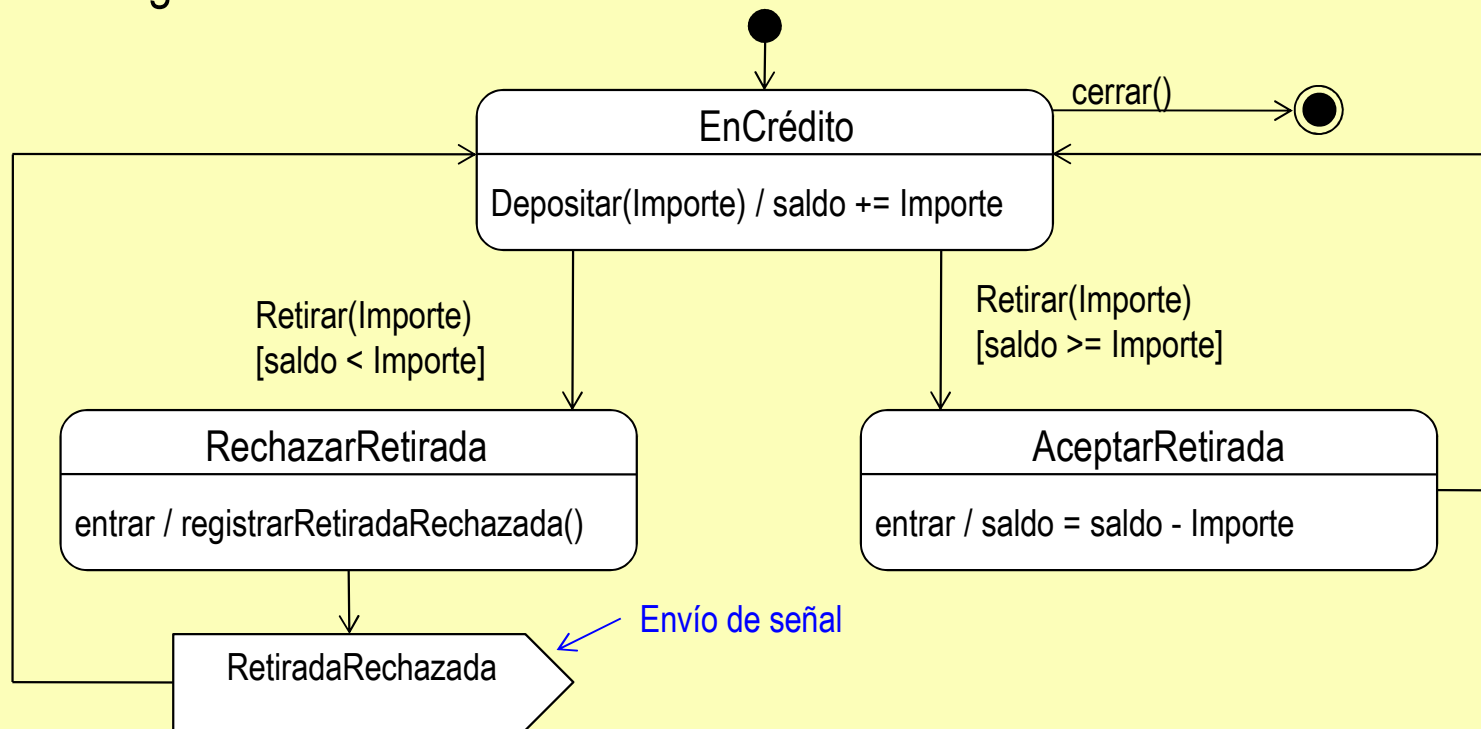 g
cerrar()
EnCrédito
Depositar(Importe) / saldo += Importe
Retirar(Importe)
[saldo < Importe]
Retirar(Importe)
[saldo >= Importe]
RechazarRetirada
entrar / registrarRetiradaRechazada()
AceptarRetirada
entrar / saldo = saldo - Importe
Envío de señal
RetiradaRechazada